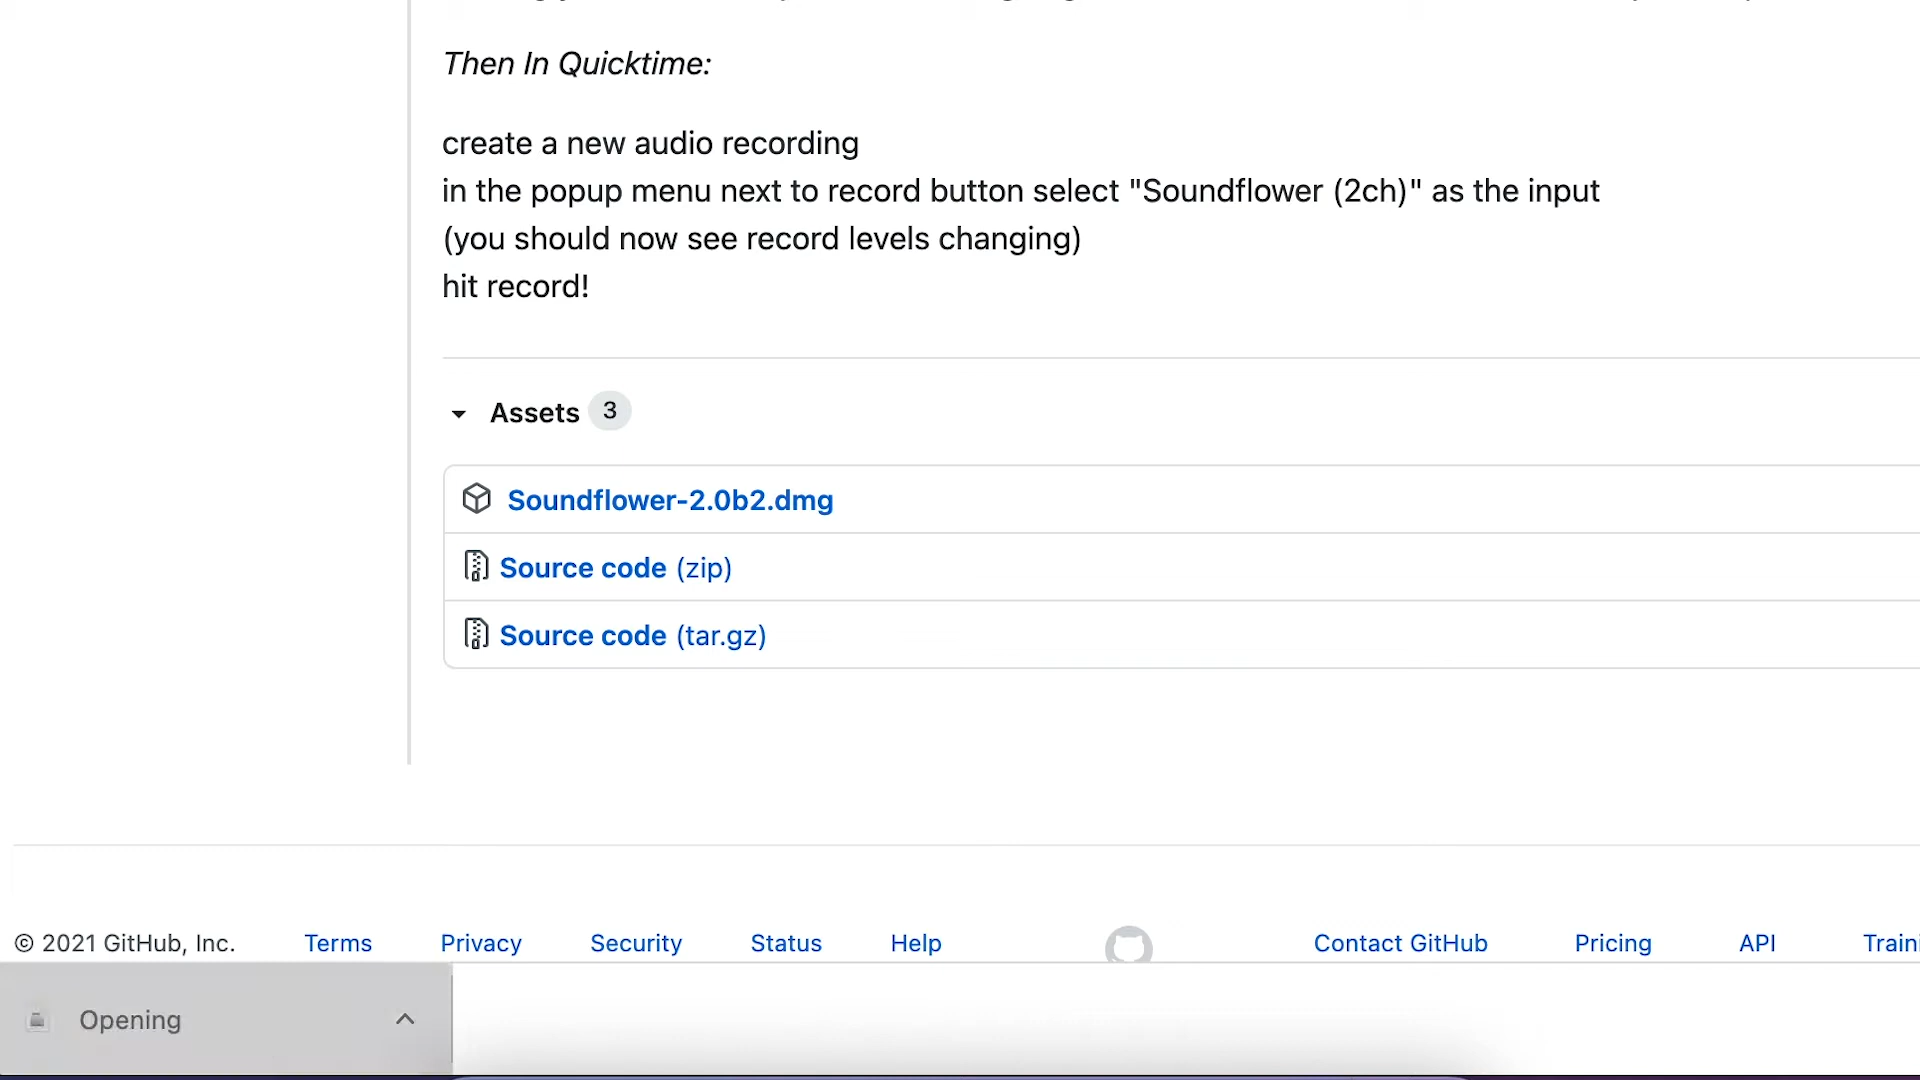 Then In Quicktime:
create a new audio recording
in the popup menu next to record button select "Soundflower (2ch)" as the input
(you should now see record levels changing)
hit record!
Assets 3
Soundflower-2.0b2.dmg
Source code (zip)
Source code (tar.gz)
© 2021 GitHub, Inc. Terms Privacy Security Status Help Contact GitHub Pricing API
Opening